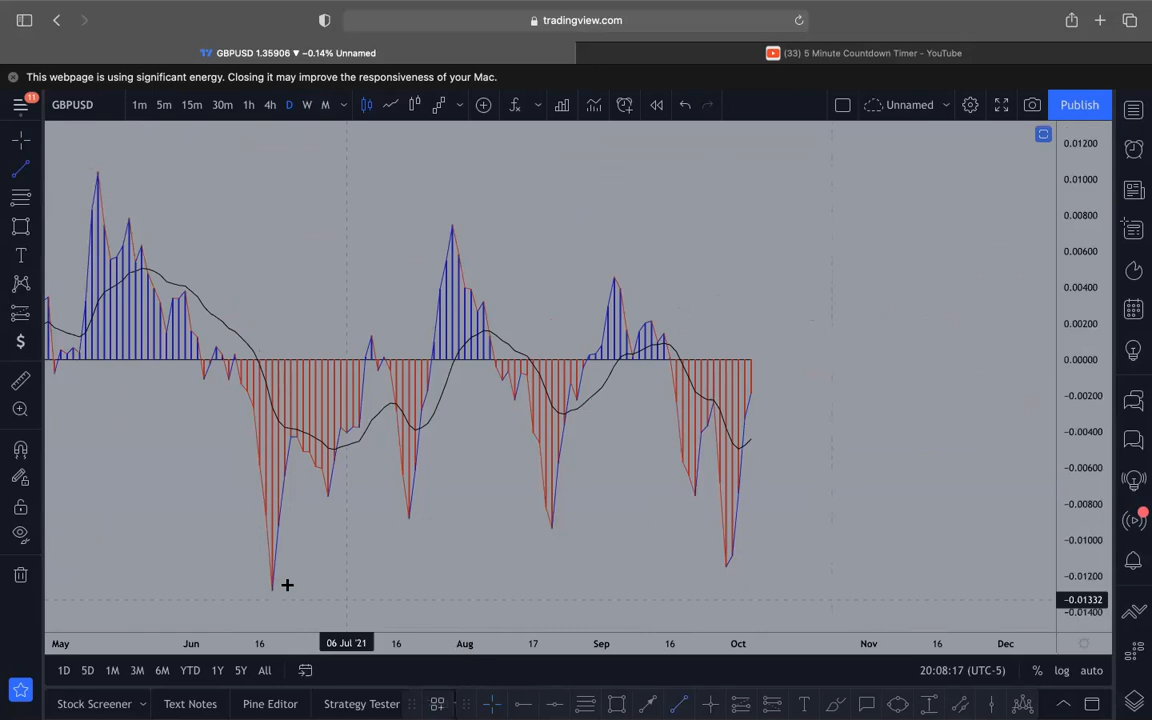 tradingview.com
GBPUSD 1.35906 ▼ −0.14% Unnamed
(33) 5 Minute Countdown Timer - YouTube
This webpage is using significant energy. Closing it may improve the responsiveness of your Mac.
11
GBPUSD 1m 5m 15m 30m 1h 4h D W M Unnamed Publish
0.01200
0.01000
0.00800
0.00600
0.00400
0.00200
0.00000
−0.00200
−0.00400
−0.00600
−0.00800
−0.01000
−0.01200
−0.01332
−0.01400
May Jun 16 06 Jul '21 16 Aug 17 Sep 16 Oct Nov 16 Dec
1D 5D 1M 3M 6M YTD 1Y 5Y All 20:08:17 (UTC-5) % log auto
Stock Screener Text Notes Pine Editor Strategy Tester